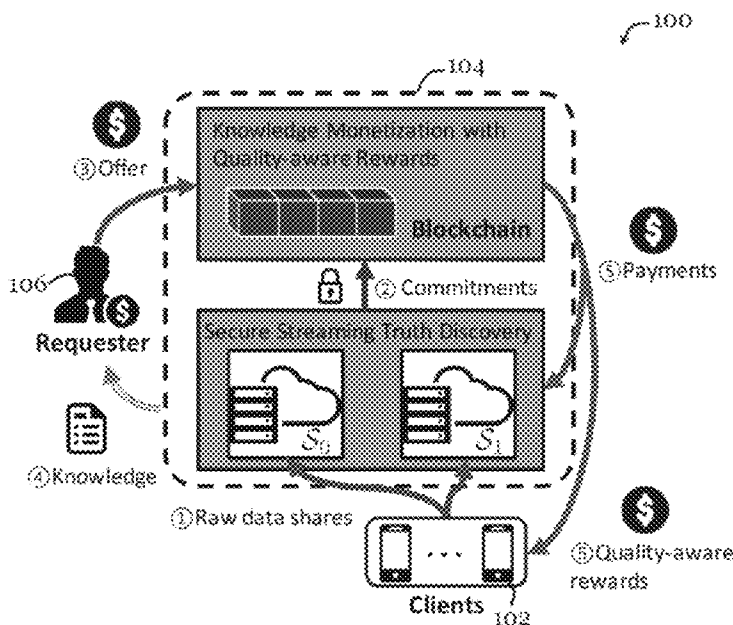 100
104
Knowledge Monetization with
Quality-aware Rewards
③Offer
Blockchain
106
② Commitments
⑤Payments
Requester
Secure Streaming Truth Discovery
S₀
S₁
④Knowledge
①Raw data shares
⑤Quality-aware
rewards
...
Clients
102